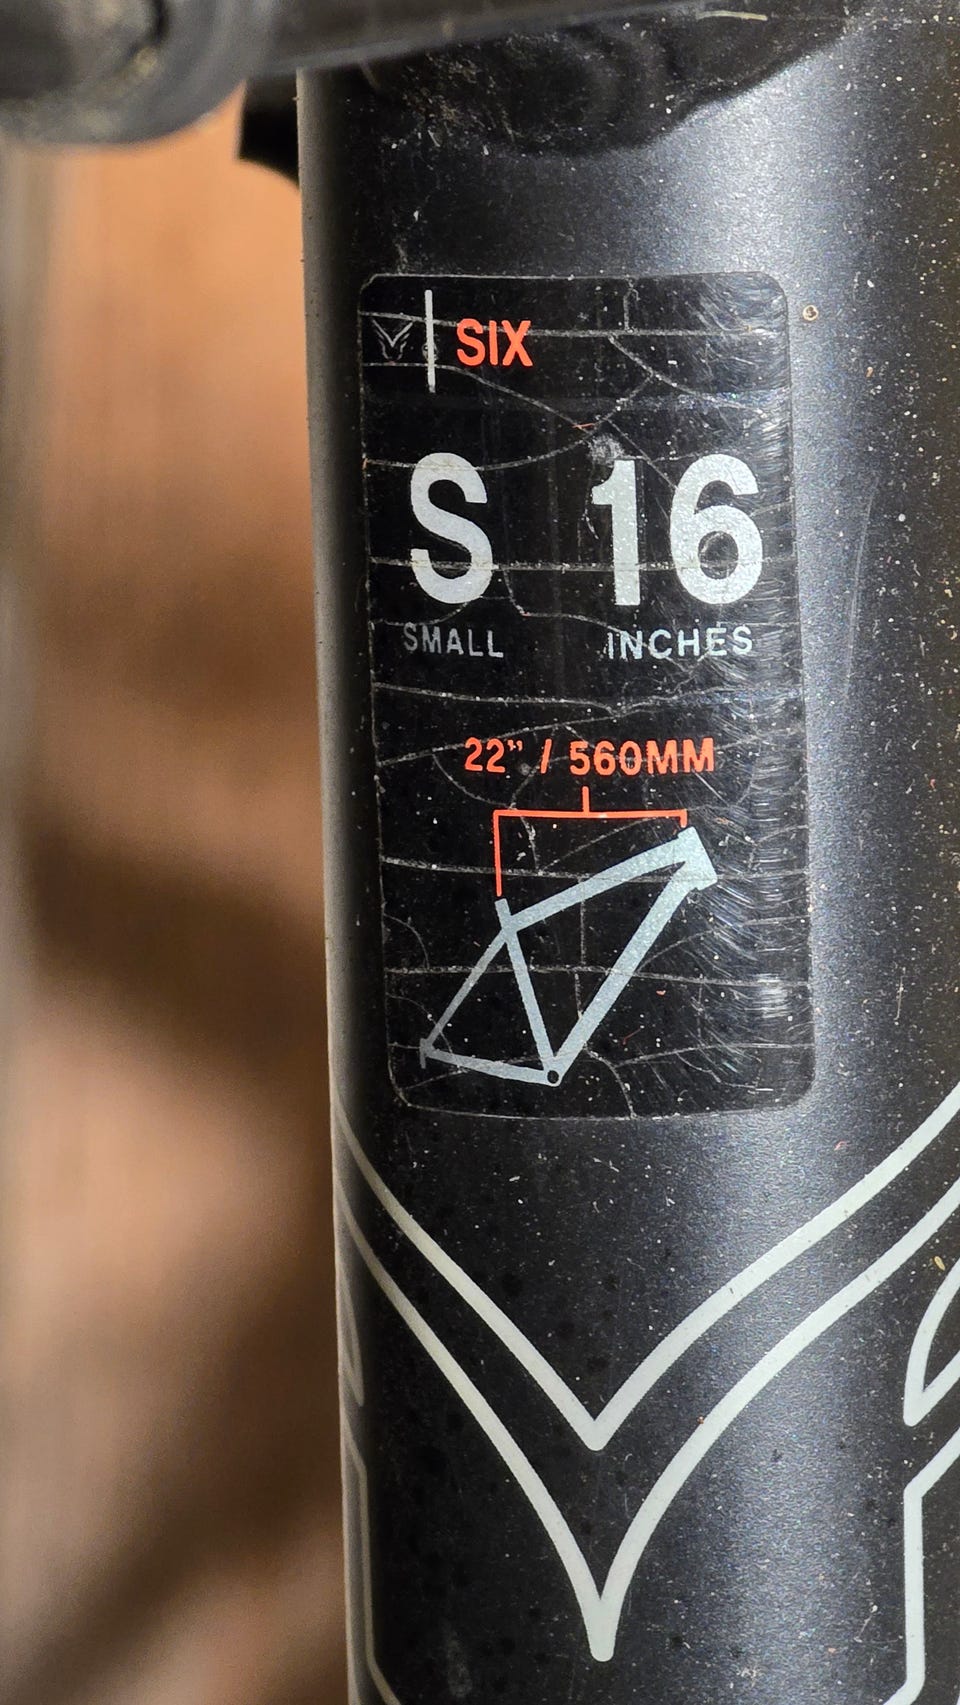 SIX
S 16
SMALL INCHES
22” / 560MM